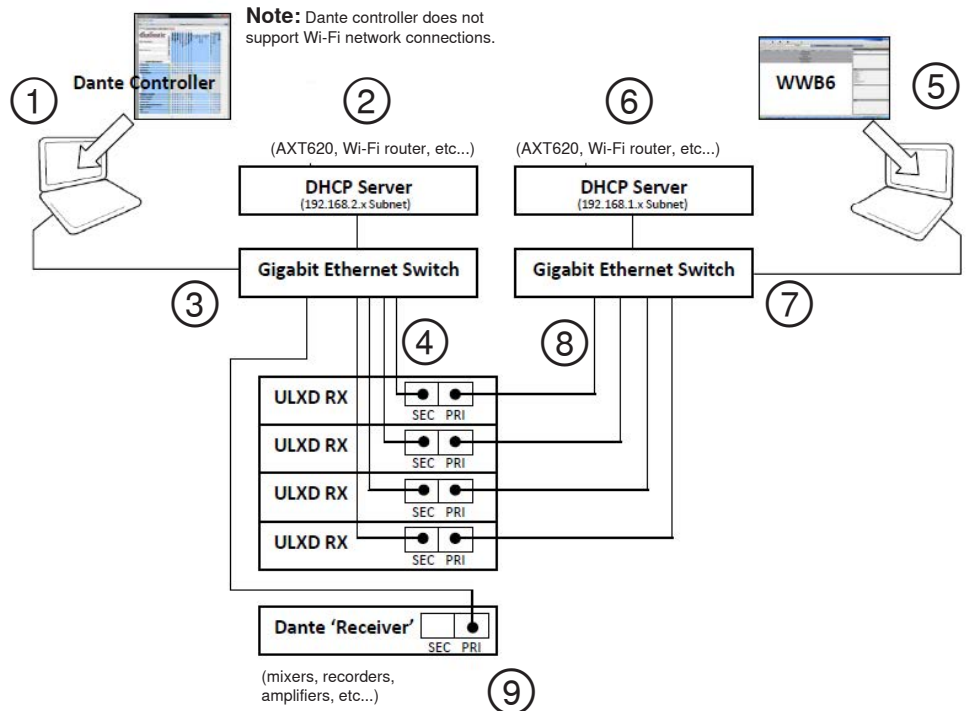 Note: Dante controller does not
support Wi-Fi network connections.
Dante Controller
WWB6
1
2
6
5
(AXT620, Wi-Fi router, etc...)
(AXT620, Wi-Fi router, etc...)
DHCP Server
(192.168.2.x Subnet)
DHCP Server
(192.168.1.x Subnet)
Gigabit Ethernet Switch
Gigabit Ethernet Switch
3
4
8
7
ULXD RX
SEC PRI
ULXD RX
SEC PRI
ULXD RX
SEC PRI
ULXD RX
SEC PRI
Dante ‘Receiver’
SEC PRI
(mixers, recorders,
amplifiers, etc...)
9